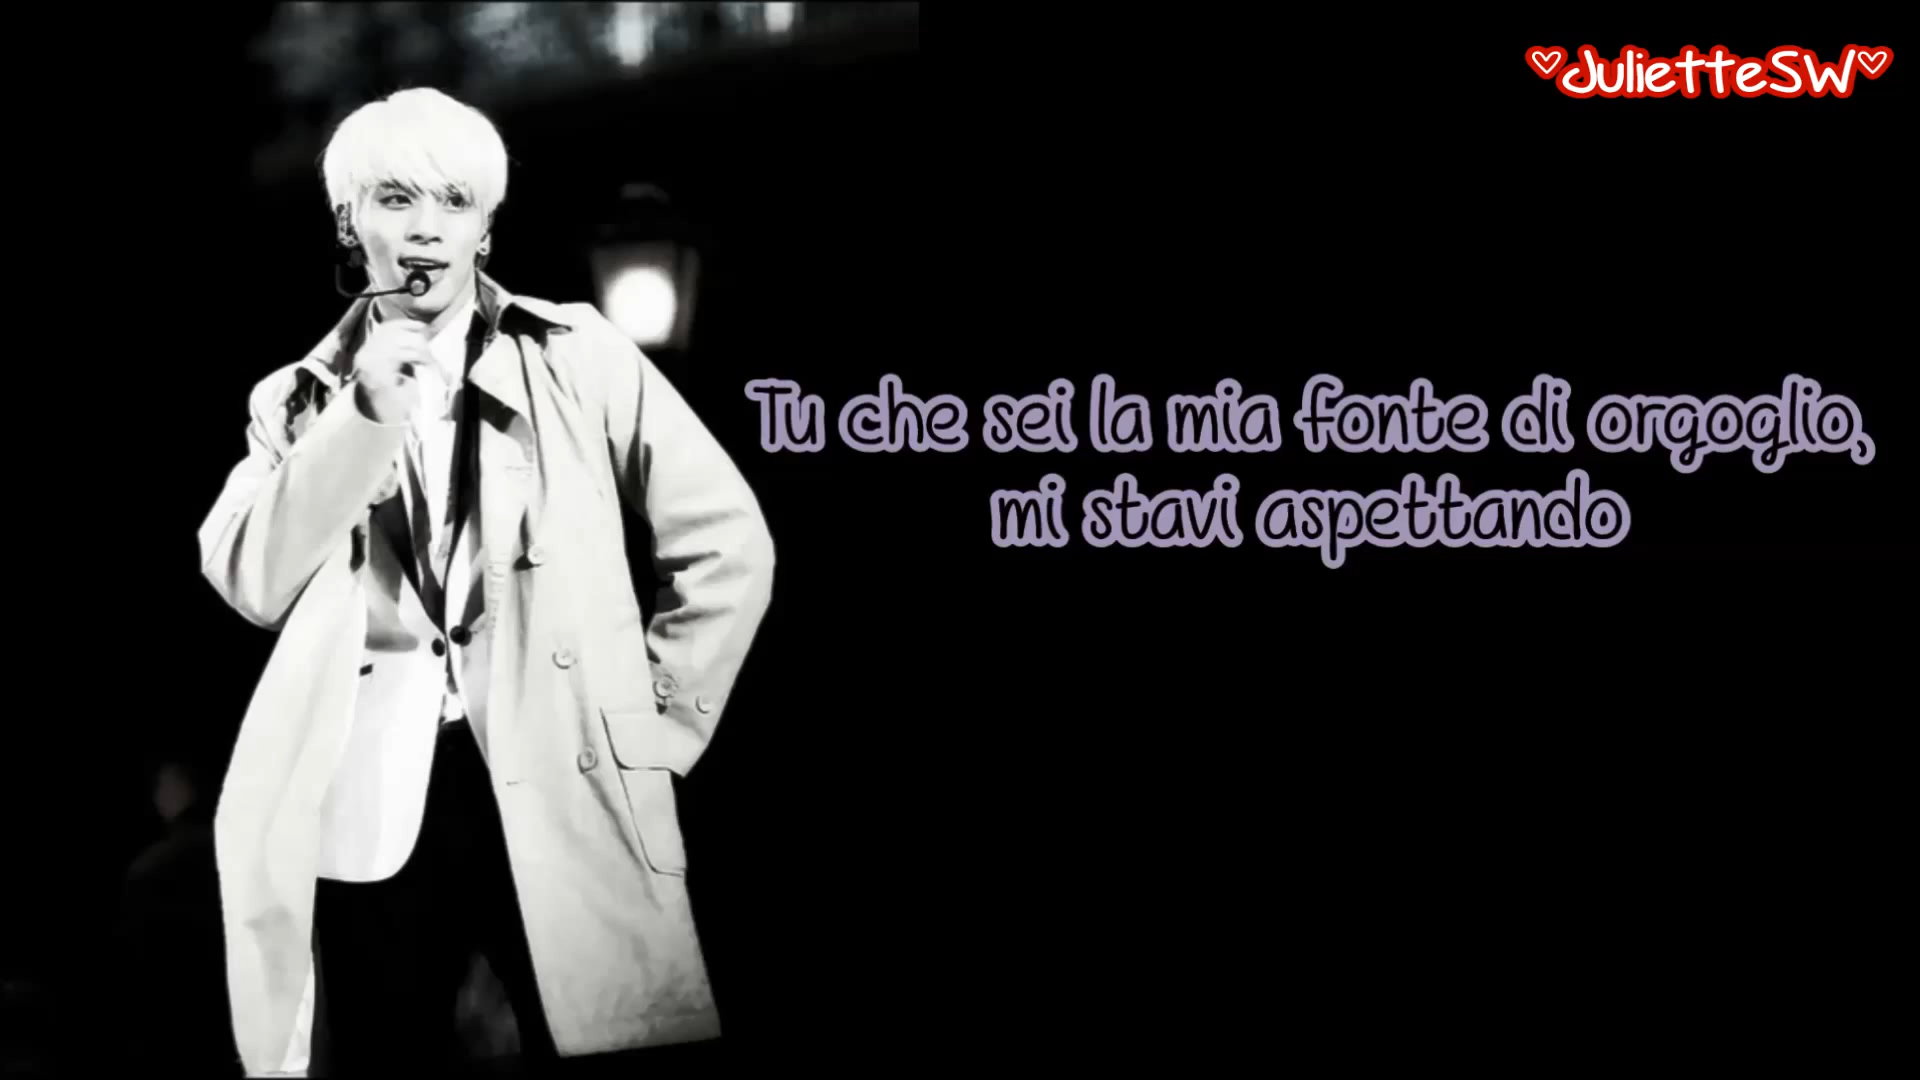 ♡JulietteSW♡
Tu che sei la mia fonte di orgoglio,
mi stavi aspettando